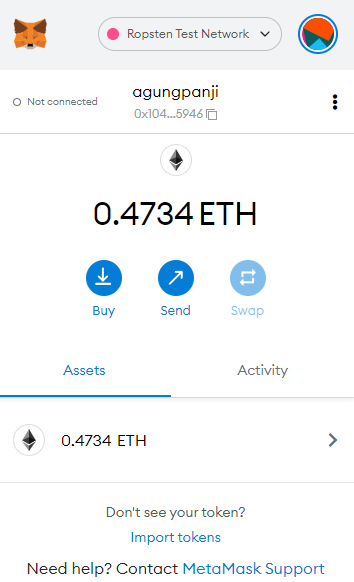 Ropsten Test Network
Not connected
agungpanji
0x104...5946
0.4734 ETH
Buy
Send
Swap
Assets
Activity
0.4734 ETH
Don't see your token?
Import tokens
Need help? Contact MetaMask Support